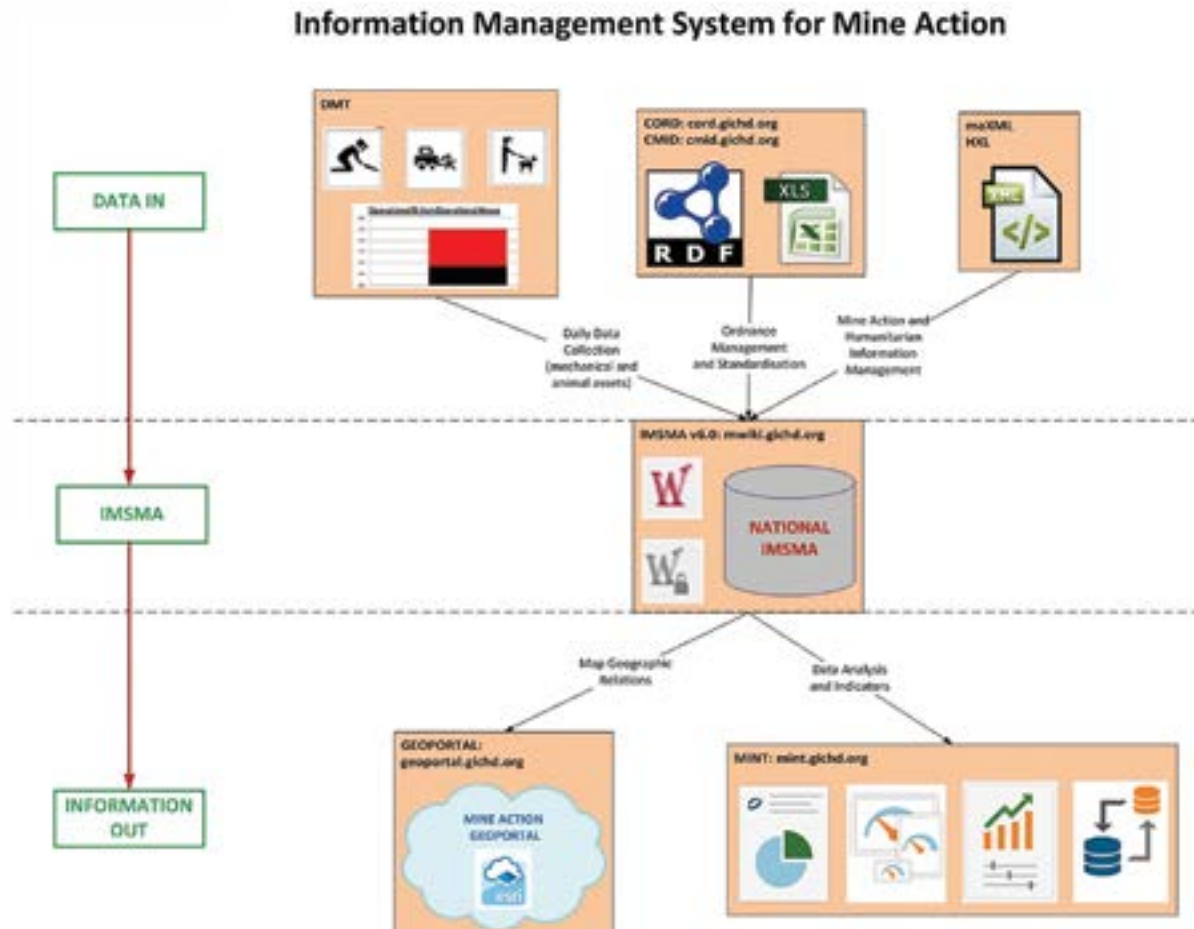 Information Management System for Mine Action
DATA IN
DMT
CORD: cord.gichd.org
CMID: cmid.gichd.org
RDF
XLS
X
maXML
HXL
XML
</>
Daily Data
Collection
(mechanical and
animal assets)
Ordnance
Management
and Standardisation
Mine Action and
Humanitarian
Information
Management
IMSMA
IMSMA v6.0: mwiki.gichd.org
W
W
NATIONAL
IMSMA
Map Geographic
Relations
Data Analysis
and Indicators
INFORMATION
OUT
GEOPORTAL:
geoportal.gichd.org
MINE ACTION
GEOPORTAL
esri
MINT: mint.gichd.org